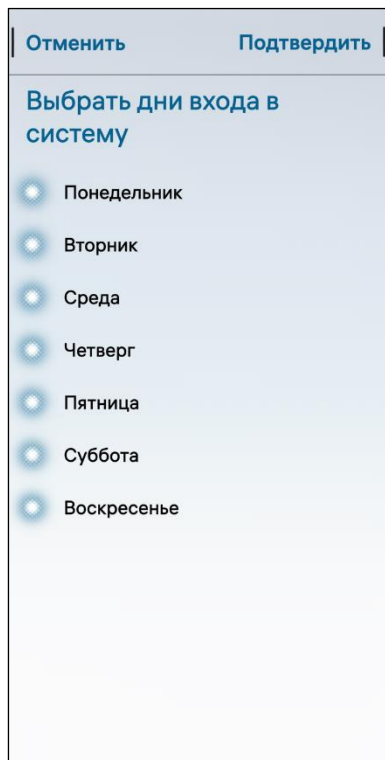 Отменить Подтвердить
Выбрать дни входа в
систему
Понедельник
Вторник
Среда
Четверг
Пятница
Суббота
Воскресенье